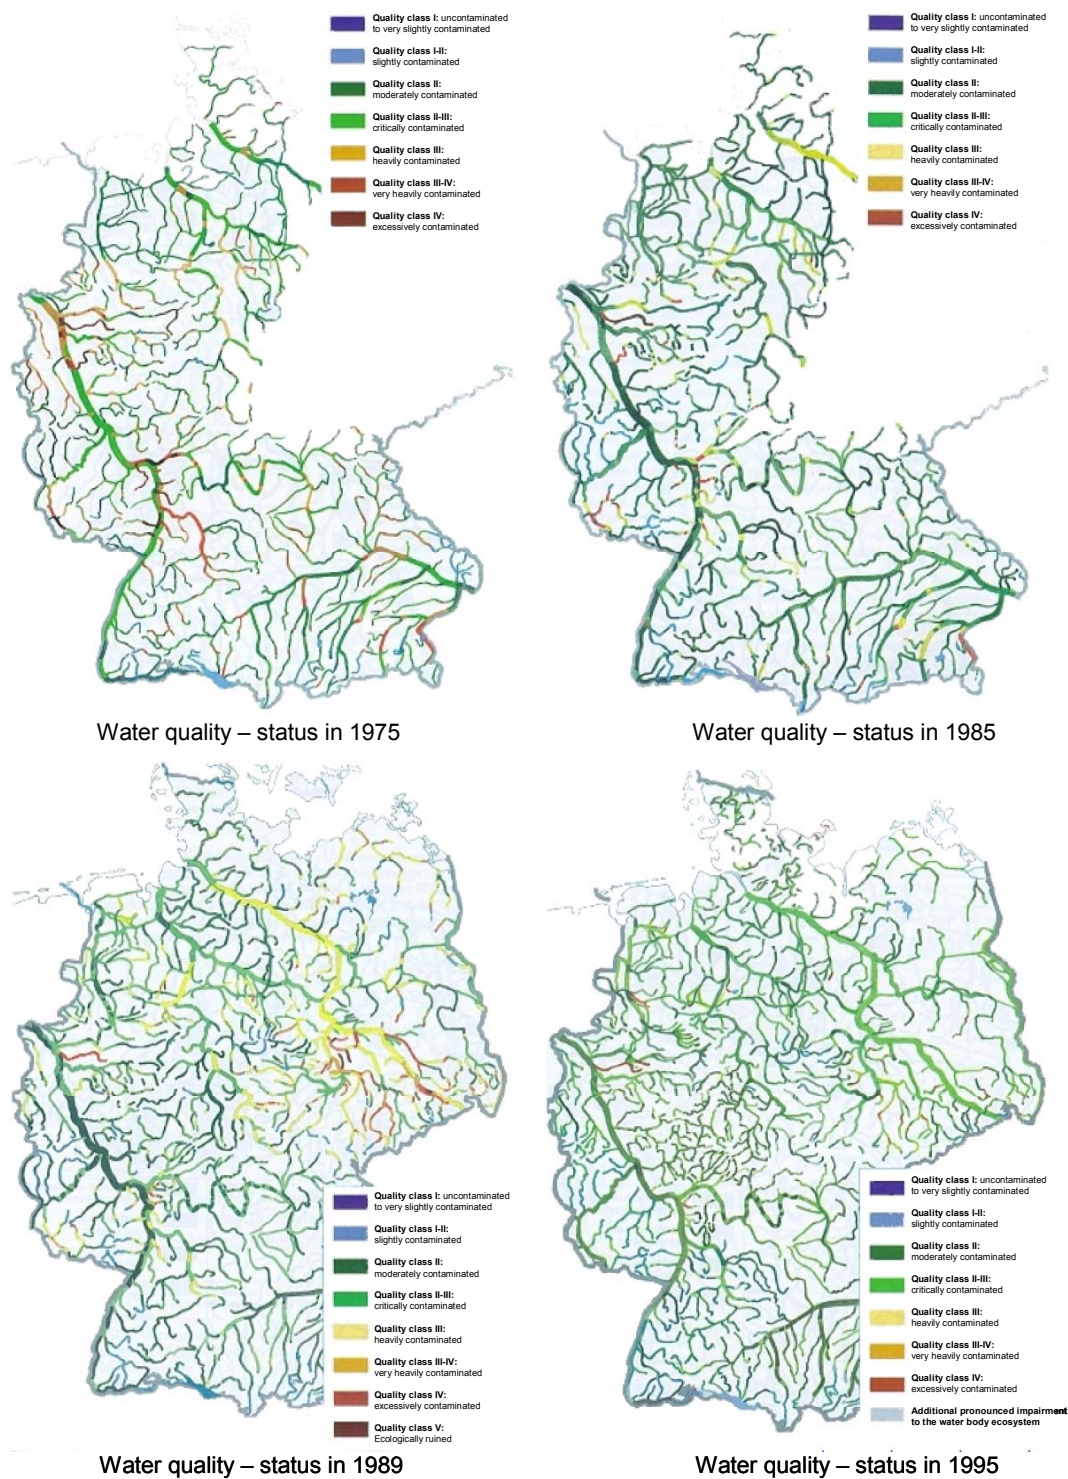 Quality class I: uncontaminated
to very slightly contaminated
Quality class I-II:
slightly contaminated
Quality class II:
moderately contaminated
Quality class II-III:
critically contaminated
Quality class III:
heavily contaminated
Quality class III-IV:
very heavily contaminated
Quality class IV:
excessively contaminated
Water quality – status in 1975
Quality class I: uncontaminated
to very slightly contaminated
Quality class I-II:
slightly contaminated
Quality class II:
moderately contaminated
Quality class II-III:
critically contaminated
Quality class III:
heavily contaminated
Quality class III-IV:
very heavily contaminated
Quality class IV:
excessively contaminated
Water quality – status in 1985
Quality class I: uncontaminated
to very slightly contaminated
Quality class I-II:
slightly contaminated
Quality class II:
moderately contaminated
Quality class II-III:
critically contaminated
Quality class III:
heavily contaminated
Quality class III-IV:
very heavily contaminated
Quality class IV:
excessively contaminated
Quality class V:
Ecologically ruined
Water quality – status in 1989
Quality class I: uncontaminated
to very slightly contaminated
Quality class I-II:
slightly contaminated
Quality class II:
moderately contaminated
Quality class II-III:
critically contaminated
Quality class III:
heavily contaminated
Quality class III-IV:
very heavily contaminated
Quality class IV:
excessively contaminated
Additional pronounced impairment
to the water body ecosystem
Water quality – status in 1995